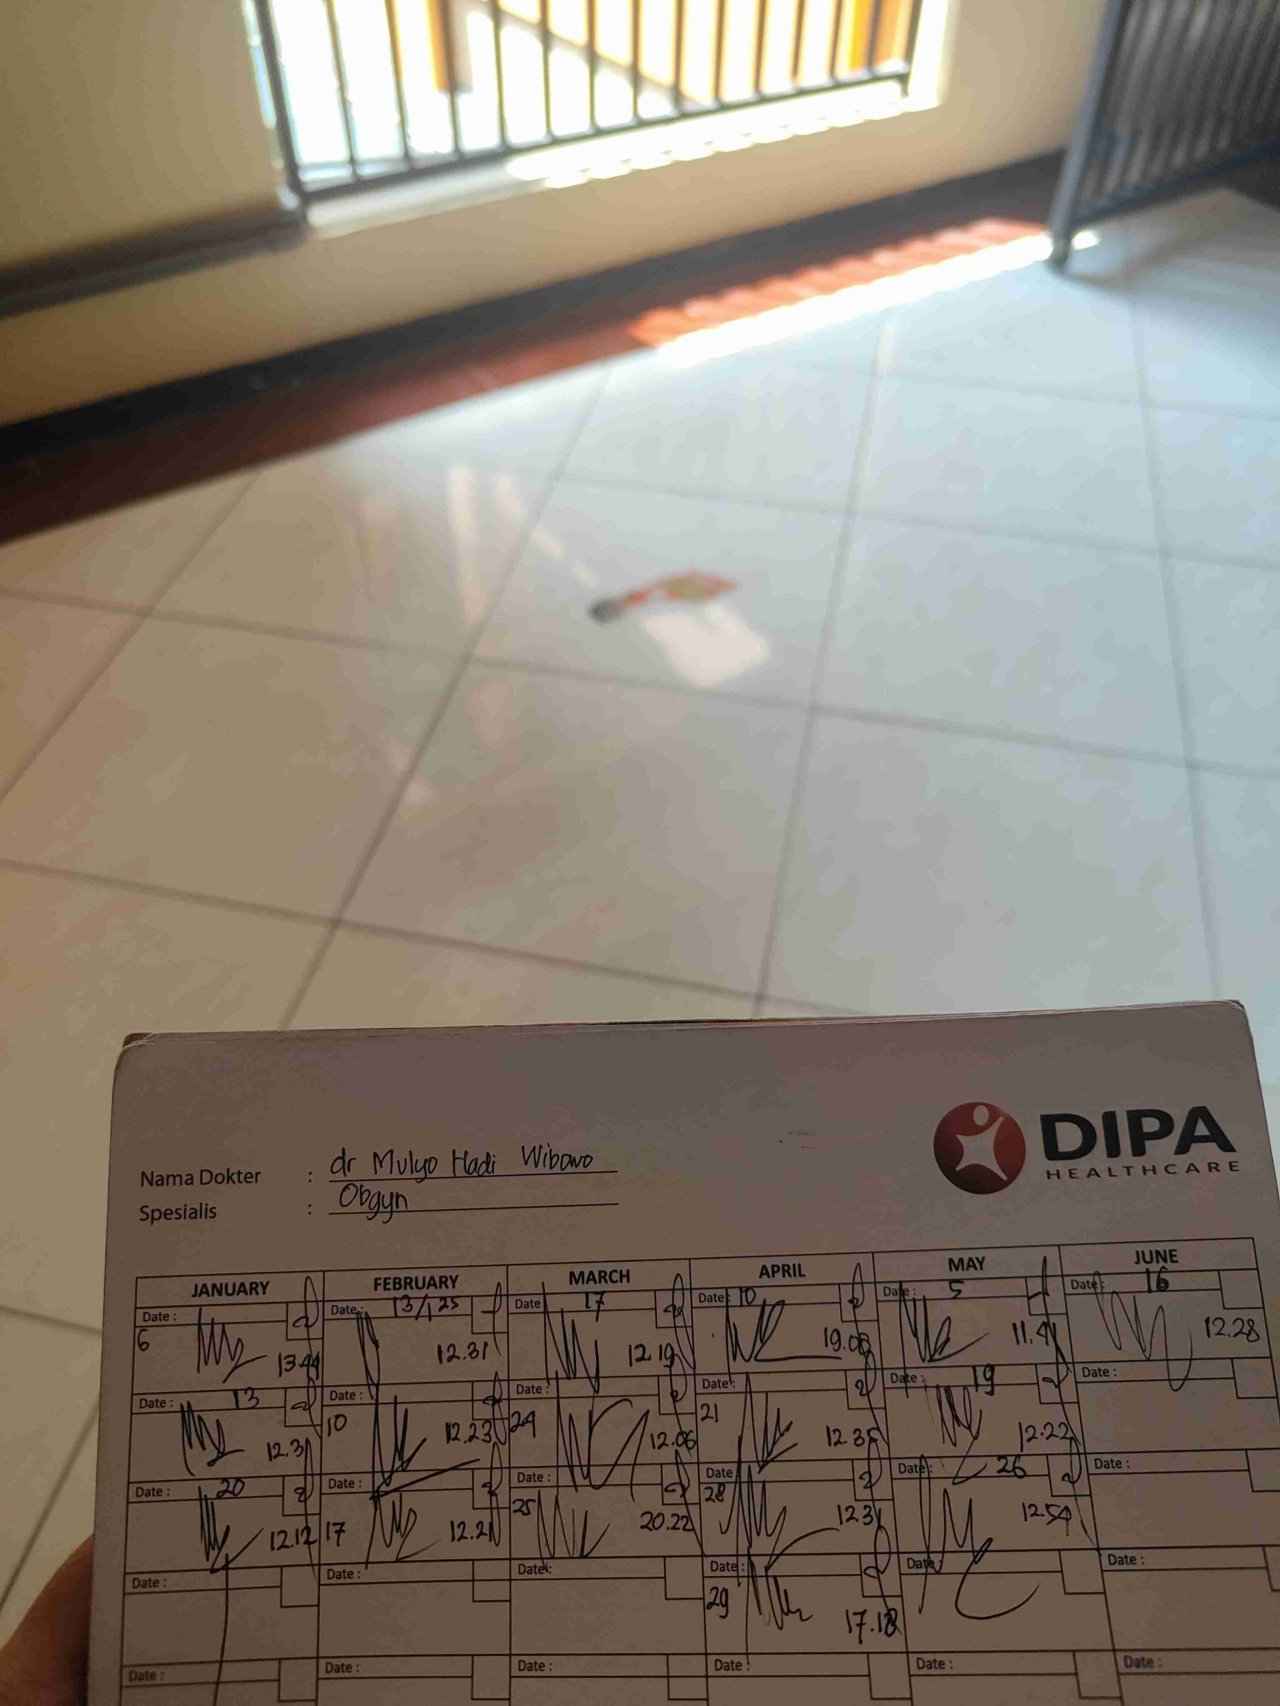 DIPA
HEALTHCARE
Nama Dokter : dr Mulyo Hadi Wibowo
Spesialis : Obgyn
JANUARY FEBRUARY MARCH APRIL MAY JUNE
Date : Date : 13/1 25 Date : 17 Date : 10 Date : 5 Date : 16
6 13.44 12.31 12.19 19.08 11.41 12.28
Date : 13 Date : Date : Date : Date : 19 Date :
12.31 10 12.23 24 12.06 21 12.35 12.22
Date : 20 Date : Date : Date : Date : 26 Date :
12.12 17 12.21 25 20.22 28 12.31 12.54
Date : Date : Date : Date : Date : Date :
29 17.18
Date : Date : Date : Date : Date : Date :